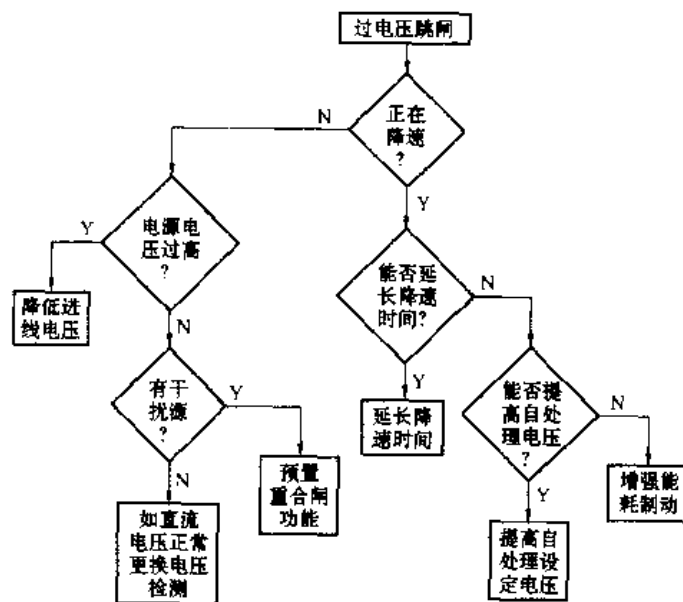 过电压跳闸
正在
降速
?
N
Y
电源电
压过高
?
Y
N
降低进
线电压
能否延
长降速
时间?
N
Y
有干
扰源
?
Y
N
延长降
速时间
能否提
高自处
理电压
?
N
Y
预置
重合闸
功能
增强能
耗制动
如直流
电压正常
更换电压
检测
提高自
处理设
定电压